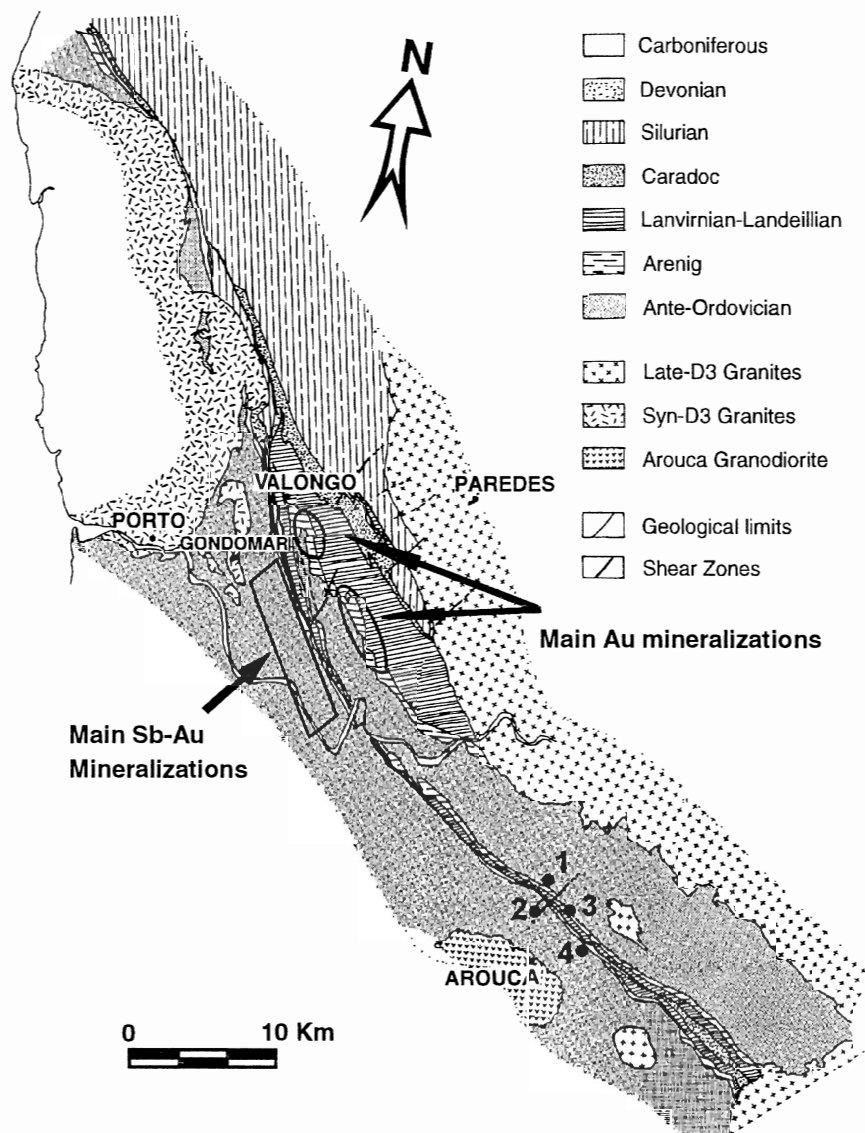 N
Carboniferous
Devonian
Silurian
Caradoc
Lanvirnian-Landeillian
Arenig
Ante-Ordovician
Late-D3 Granites
Syn-D3 Granites
Arouca Granodiorite
Geological limits
Shear Zones
VALONGO
PAREDES
PORTO
GONDOMAR
Main Au mineralizations
Main Sb-Au
Mineralizations
1
2
3
4
AROUCA
0 10 Km